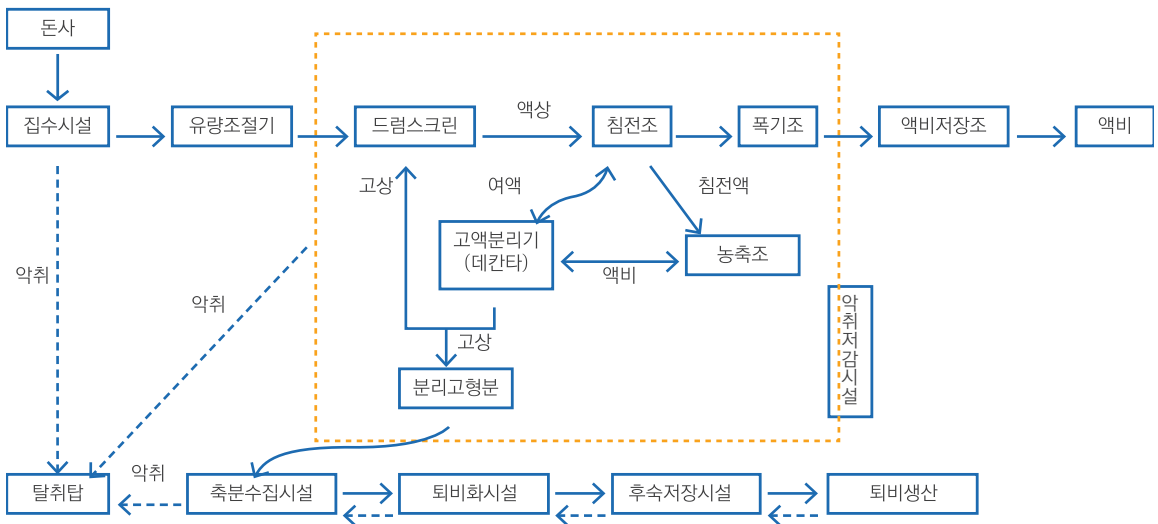 돈사
집수시설
유량조절기
드럼스크린
액상
침전조
폭기조
액비저장조
액비
고상
여액
침전액
고액분리기
(데칸타)
농축조
액비
악취
악취
악취저감시설
고상
분리고형분
탈취탑
악취
축분수집시설
퇴비화시설
후숙저장시설
퇴비생산